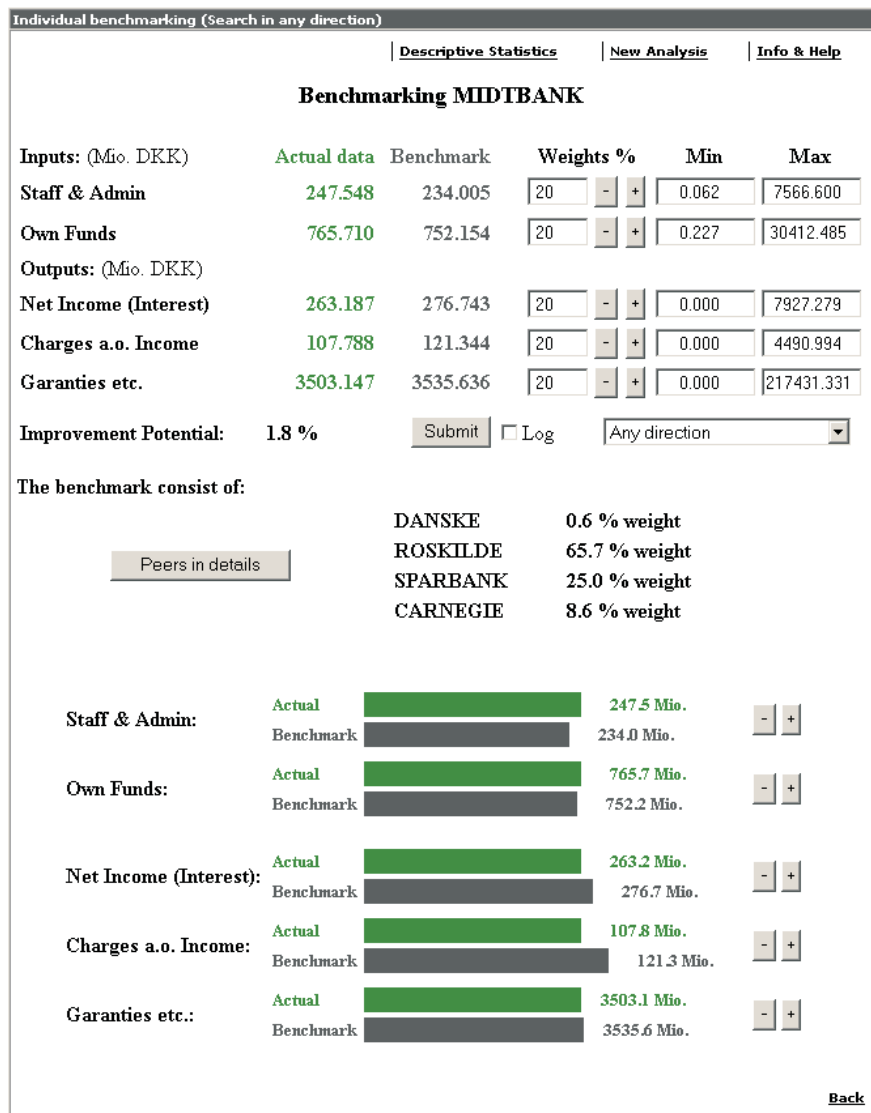 Individual benchmarking (Search in any direction)
Descriptive Statistics New Analysis Info & Help
Benchmarking MIDTBANK
Inputs: (Mio. DKK) Actual data Benchmark Weights % Min Max
Staff & Admin 247.548 234.005 20 - + 0.062 7566.600
Own Funds 765.710 752.154 20 - + 0.227 30412.485
Outputs: (Mio. DKK)
Net Income (Interest) 263.187 276.743 20 - + 0.000 7927.279
Charges a.o. Income 107.788 121.344 20 - + 0.000 4490.994
Garanties etc. 3503.147 3535.636 20 - + 0.000 217431.331
Improvement Potential: 1.8 % Submit Log Any direction
The benchmark consist of:
DANSKE 0.6 % weight
ROSKILDE 65.7 % weight
Peers in details
SPARBANK 25.0 % weight
CARNEGIE 8.6 % weight
Staff & Admin: - +
Actual 247.5 Mio.
Benchmark 234.0 Mio.
Own Funds: - +
Actual 765.7 Mio.
Benchmark 752.2 Mio.
Net Income (Interest): - +
Actual 263.2 Mio.
Benchmark 276.7 Mio.
Charges a.o. Income: - +
Actual 107.8 Mio.
Benchmark 121.3 Mio.
Garanties etc.: - +
Actual 3503.1 Mio.
Benchmark 3535.6 Mio.
Back